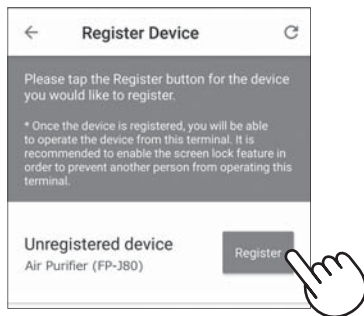 Register Device
Please tap the Register button for the device
you would like to register.
* Once the device is registered, you will be able
to operate the device from this terminal. It is
recommended to enable the screen lock feature in
order to prevent another person from operating this
terminal.
Unregistered device
Register
Air Purifier (FP-J80)